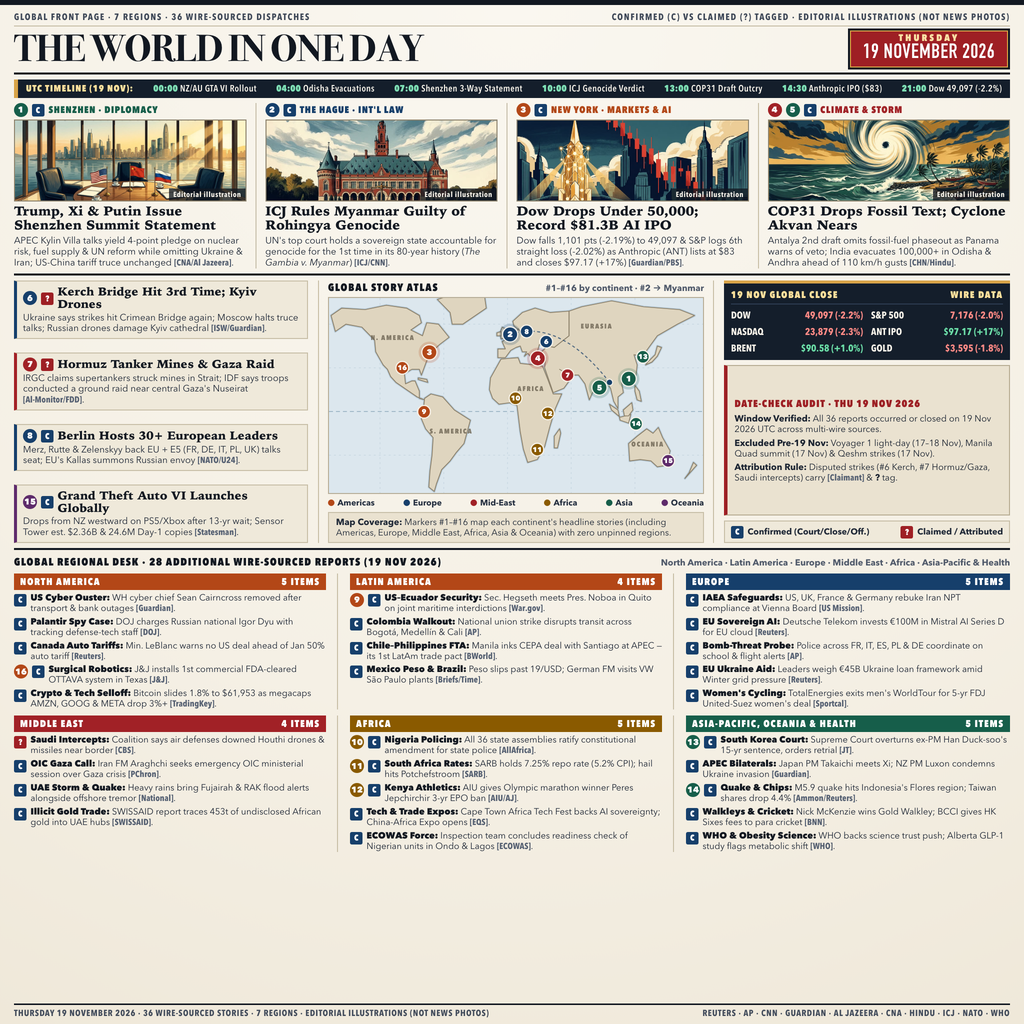 GLOBAL FRONT PAGE · 7 REGIONS · 36 WIRE-SOURCED DISPATCHES
CONFIRMED (C) VS CLAIMED (?) TAGGED · EDITORIAL ILLUSTRATIONS (NOT NEWS PHOTOS)
THE WORLD IN ONE DAY
THURSDAY
19 NOVEMBER 2026
UTC TIMELINE (19 NOV): 00:00 NZ/AU GTA VI Rollout 04:00 Odisha Evacuations 07:00 Shenzhen 3-Way Statement 10:00 ICJ Genocide Verdict 13:00 COP31 Draft Outcry 14:30 Anthropic IPO ($83) 21:00 Dow 49,097 (-2.2%)
1 C SHENZHEN · DIPLOMACY
Editorial illustration
Trump, Xi & Putin Issue
Shenzhen Summit Statement
APEC Kylin Villa talks yield 4-point pledge on nuclear
risk, fuel supply & UN reform while omitting Ukraine &
Iran; US-China tariff truce unchanged [CNA/Al Jazeera].
2 C THE HAGUE · INT'L LAW
Editorial illustration
ICJ Rules Myanmar Guilty of
Rohingya Genocide
UN's top court holds a sovereign state accountable for
genocide for the 1st time in its 80-year history (The
Gambia v. Myanmar) [ICJ/CNN].
3 C NEW YORK · MARKETS & AI
Editorial illustration
Dow Drops Under 50,000;
Record $81.3B AI IPO
Dow falls 1,101 pts (-2.19%) to 49,097 & S&P logs 6th
straight loss (-2.02%) as Anthropic (ANT) lists at $83
and closes $97.17 (+17%) [Guardian/PBS].
4 5 C CLIMATE & STORM
Editorial illustration
COP31 Drops Fossil Text; Cyclone
Akvan Nears
Antalya 2nd draft omits fossil-fuel phaseout as Panama
warns of veto; India evacuates 100,000+ in Odisha &
Andhra ahead of 110 km/h gusts [CHN/Hindu].
6 ? Kerch Bridge Hit 3rd Time; Kyiv
Drones
Ukraine says strikes hit Crimean Bridge again; Moscow halts truce
talks; Russian drones damage Kyiv cathedral [ISW/Guardian].
7 ? Hormuz Tanker Mines & Gaza Raid
IRGC claims supertankers struck mines in Strait; IDF says troops
conducted a ground raid near central Gaza's Nuseirat
[Al-Monitor/FDD].
8 C Berlin Hosts 30+ European Leaders
Merz, Rutte & Zelenskyy back EU + E5 (FR, DE, IT, PL, UK) talks
seat; EU's Kallas summons Russian envoy [NATO/U24].
15 C Grand Theft Auto VI Launches
Globally
Drops from NZ westward on PS5/Xbox after 13-yr wait; Sensor
Tower est. $2.36B & 24.6M Day-1 copies [Statesman].
GLOBAL STORY ATLAS
#1–#16 by continent · #2 → Myanmar
N. AMERICA
EURASIA
AFRICA
S. AMERICA
OCEANIA
2 8 6 3 4 13 16 7 5 1 10 9 12 14 11 15
Americas Europe Mid-East Africa Asia Oceania
Map Coverage: Markers #1–#16 map each continent's headline stories (including
Americas, Europe, Middle East, Africa, Asia & Oceania) with zero unpinned regions.
19 NOV GLOBAL CLOSE WIRE DATA
DOW 49,097 (-2.2%) S&P 500 7,176 (-2.0%)
NASDAQ 23,879 (-2.3%) ANT IPO $97.17 (+17%)
BRENT $90.58 (+1.0%) GOLD $3,595 (-1.8%)
DATE-CHECK AUDIT · THU 19 NOV 2026
Window Verified: All 36 reports occurred or closed on 19 Nov
2026 UTC across multi-wire sources.
Excluded Pre-19 Nov: Voyager 1 light-day (17–18 Nov), Manila
Quad summit (17 Nov) & Qeshm strikes (17 Nov).
Attribution Rule: Disputed strikes (#6 Kerch, #7 Hormuz/Gaza,
Saudi intercepts) carry [Claimant] & ? tag.
C Confirmed (Court/Close/Off.) ? Claimed / Attributed
GLOBAL REGIONAL DESK · 28 ADDITIONAL WIRE-SOURCED REPORTS (19 NOV 2026)
North America · Latin America · Europe · Middle East · Africa · Asia-Pacific & Health
NORTH AMERICA 5 ITEMS
C US Cyber Ouster: WH cyber chief Sean Cairncross removed after
transport & bank outages [Guardian].
C Palantir Spy Case: DOJ charges Russian national Igor Dyu with
tracking defense-tech staff [DOJ].
C Canada Auto Tariffs: Min. LeBlanc warns no US deal ahead of Jan 50%
auto tariff [Reuters].
16 C Surgical Robotics: J&J installs 1st commercial FDA-cleared
OTTAVA system in Texas [J&J].
C Crypto & Tech Selloff: Bitcoin slides 1.8% to $61,953 as megacaps
AMZN, GOOG & META drop 3%+ [TradingKey].
LATIN AMERICA 4 ITEMS
9 C US-Ecuador Security: Sec. Hegseth meets Pres. Noboa in Quito
on joint maritime interdictions [War.gov].
C Colombia Walkout: National union strike disrupts transit across
Bogotá, Medellín & Cali [AP].
C Chile-Philippines FTA: Manila inks CEPA deal with Santiago at APEC –
its 1st LatAm trade pact [BWorld].
C Mexico Peso & Brazil: Peso slips past 19/USD; German FM visits VW
São Paulo plants [Briefs/Time].
EUROPE 5 ITEMS
C IAEA Safeguards: US, UK, France & Germany rebuke Iran NPT
compliance at Vienna Board [US Mission].
C EU Sovereign AI: Deutsche Telekom invests €100M in Mistral AI Series D
for EU cloud [Reuters].
C Bomb-Threat Probe: Police across FR, IT, ES, PL & DE coordinate on
school & flight alerts [AP].
C EU Ukraine Aid: Leaders weigh €45B Ukraine loan framework amid
Winter grid pressure [Reuters].
C Women's Cycling: TotalEnergies exits men's WorldTour for 5-yr FDJ
United-Suez women's deal [Sportcal].
MIDDLE EAST 4 ITEMS
? Saudi Intercepts: Coalition says air defenses downed Houthi drones &
missiles near border [CBS].
C OIC Gaza Call: Iran FM Araghchi seeks emergency OIC ministerial
session over Gaza crisis [PChron].
C UAE Storm & Quake: Heavy rains bring Fujairah & RAK flood alerts
alongside offshore tremor [National].
C Illicit Gold Trade: SWISSAID report traces 453t of undisclosed African
gold into UAE hubs [SWISSAID].
AFRICA 5 ITEMS
10 C Nigeria Policing: All 36 state assemblies ratify constitutional
amendment for state police [AllAfrica].
11 C South Africa Rates: SARB holds 7.25% repo rate (5.2% CPI); hail
hits Potchefstroom [SARB].
12 C Kenya Athletics: AIU gives Olympic marathon winner Peres
Jepchirchir 3-yr EPO ban [AIU/AJ].
C Tech & Trade Expos: Cape Town Africa Tech Fest backs AI sovereignty;
China-Africa Expo opens [EQS].
C ECOWAS Force: Inspection team concludes readiness check of
Nigerian units in Ondo & Lagos [ECOWAS].
ASIA-PACIFIC, OCEANIA & HEALTH 5 ITEMS
13 C South Korea Court: Supreme Court overturns ex-PM Han Duck-soo's
15-yr sentence, orders retrial [JT].
C APEC Bilaterals: Japan PM Takaichi meets Xi; NZ PM Luxon condemns
Ukraine invasion [Guardian].
14 C Quake & Chips: M5.9 quake hits Indonesia's Flores region; Taiwan
shares drop 4.4% [Ammon/Reuters].
C Walkleys & Cricket: Nick McKenzie wins Gold Walkley; BCCI gives HK
Sixes fees to para cricket [BNN].
C WHO & Obesity Science: WHO backs science trust push; Alberta GLP-1
study flags metabolic shift [WHO].
THURSDAY 19 NOVEMBER 2026 · 36 WIRE-SOURCED STORIES · 7 REGIONS · EDITORIAL ILLUSTRATIONS (NOT NEWS PHOTOS)
REUTERS · AP · CNN · GUARDIAN · AL JAZEERA · CNA · HINDU · ICJ · NATO · WHO